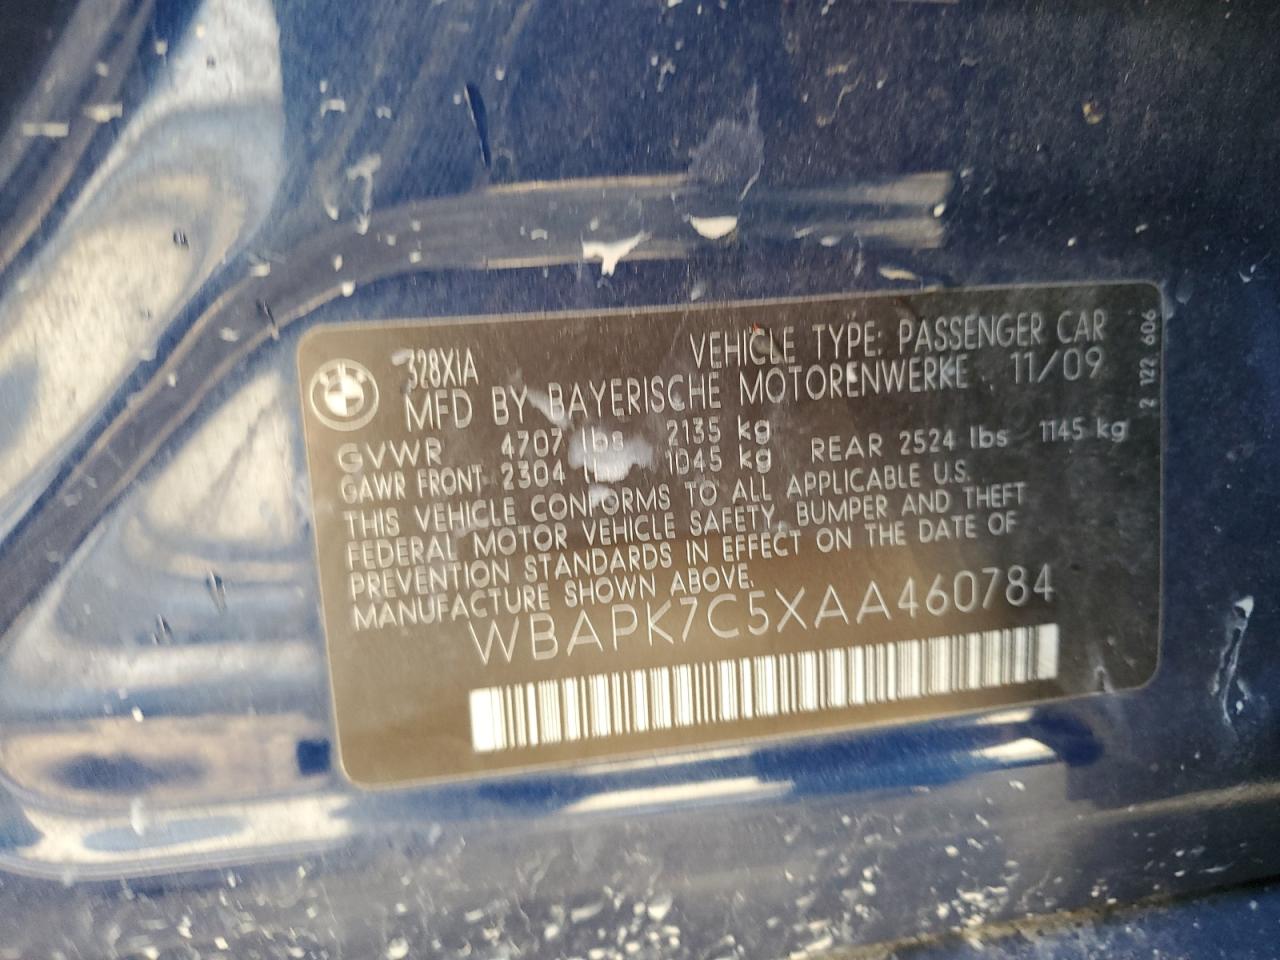 328XiA VEHICLE TYPE: PASSENGER CAR
MFD BY BAYERISCHE MOTORENWERKE 11/09
GVWR 4707 lbs 2135 kg
GAWR FRONT 2304 lbs 1045 kg REAR 2524 lbs 1145 kg
THIS VEHICLE CONFORMS TO ALL APPLICABLE U.S.
FEDERAL MOTOR VEHICLE SAFETY, BUMPER AND THEFT
PREVENTION STANDARDS IN EFFECT ON THE DATE OF
MANUFACTURE SHOWN ABOVE.
WBAPK7C5XAA460784
2 122 606